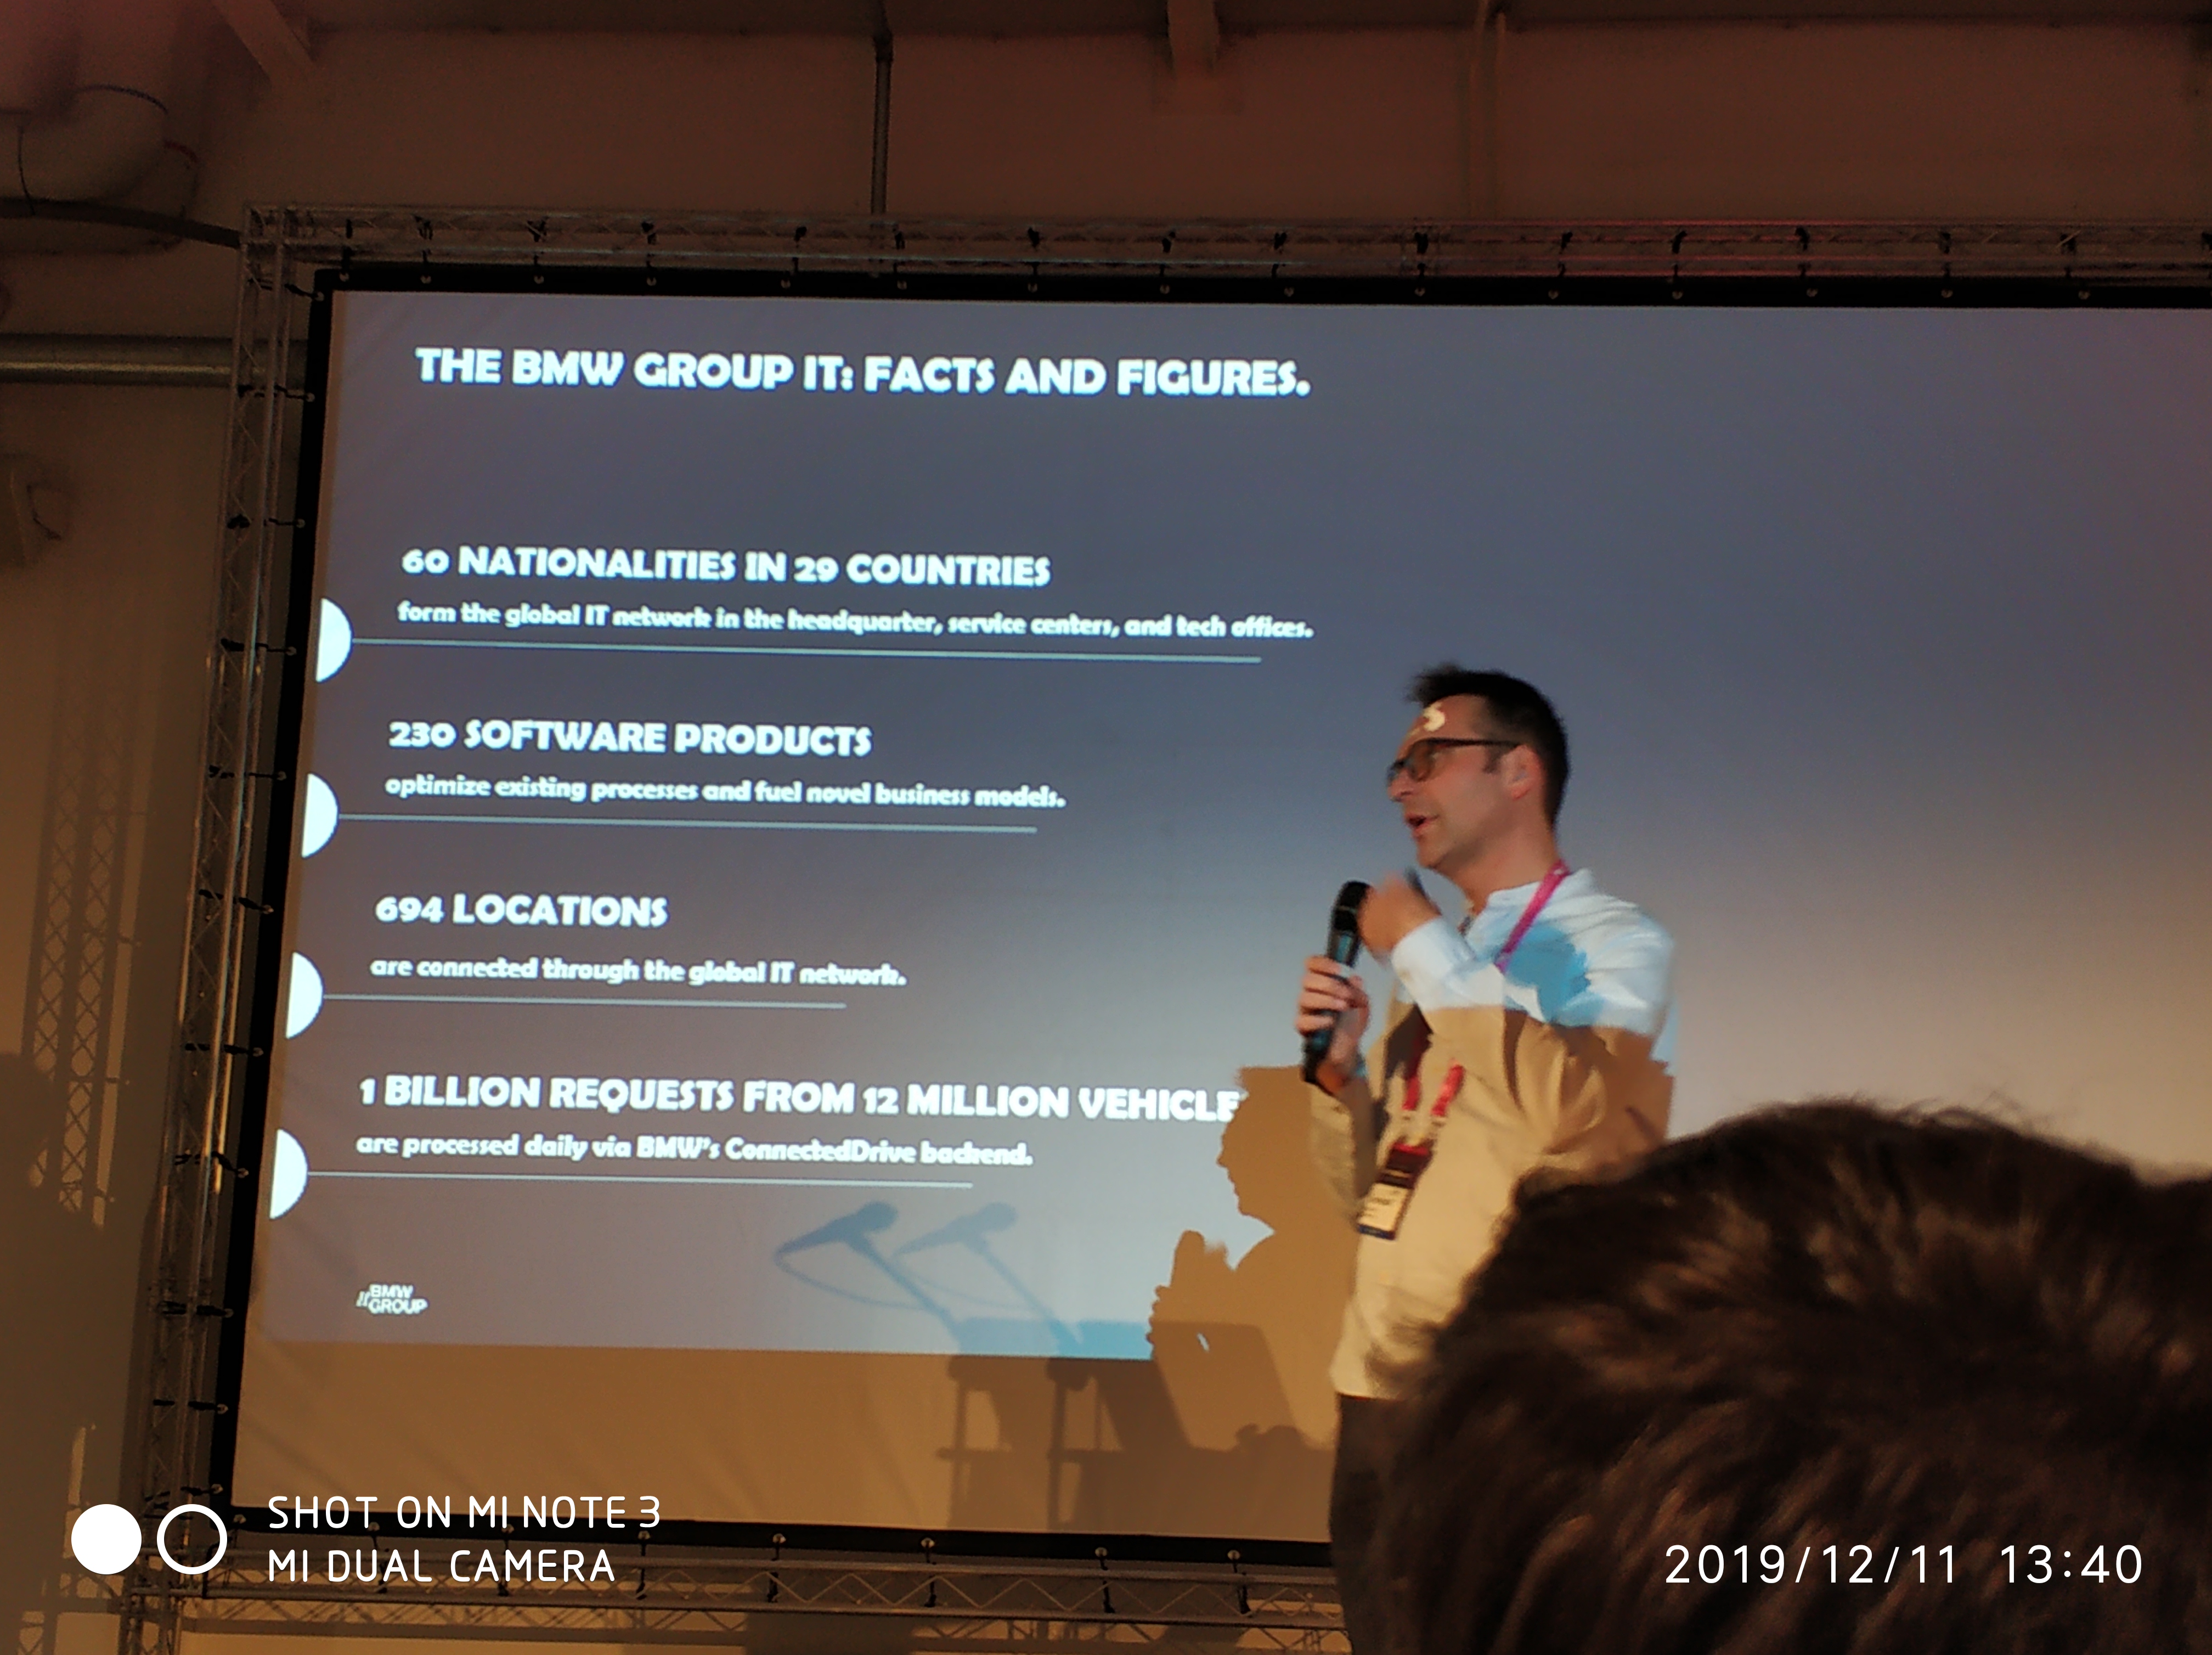 THE BMW GROUP IT: FACTS AND FIGURES.
60 NATIONALITIES IN 29 COUNTRIES
form the global IT network in the headquarter, service centers, and tech offices.
230 SOFTWARE PRODUCTS
optimize existing processes and fuel novel business models.
694 LOCATIONS
are connected through the global IT network.
1 BILLION REQUESTS FROM 12 MILLION VEHICLES
are processed daily via BMW's ConnectedDrive backend.
BMW
GROUP
SHOT ON MI NOTE 3
MI DUAL CAMERA
2019/12/11 13:40